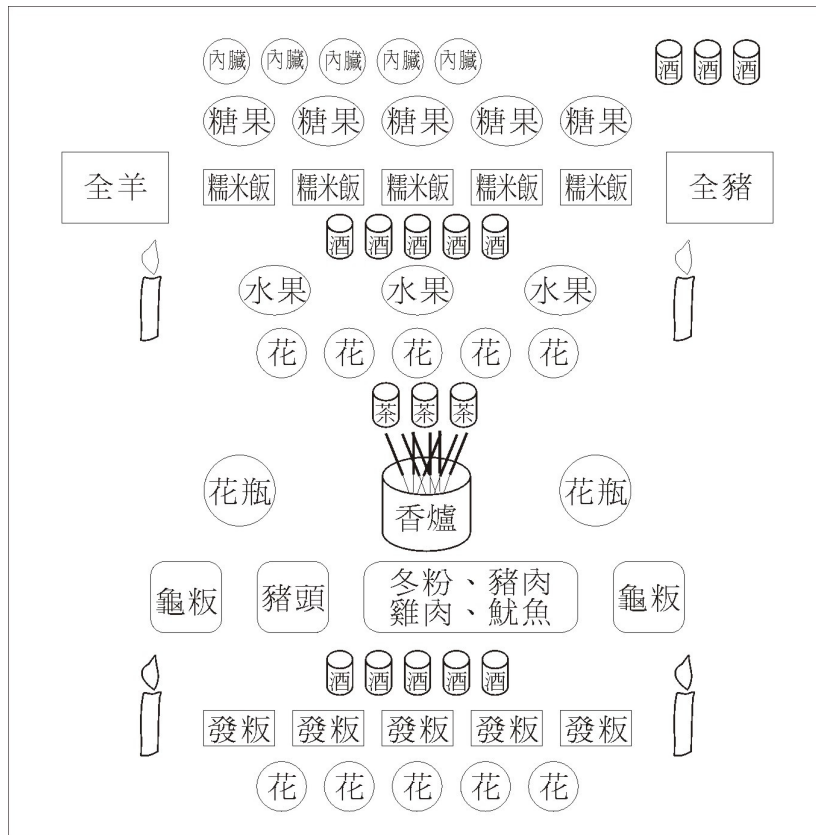 內臟 內臟 內臟 內臟 內臟
酒 酒 酒
糖果 糖果 糖果 糖果 糖果
全羊 糯米飯 糯米飯 糯米飯 糯米飯 糯米飯 全豬
酒 酒 酒 酒 酒
水果 水果 水果
花 花 花 花 花
茶 茶 茶
花瓶 香爐 花瓶
龜粄 豬頭 冬粉、豬肉
雞肉、魷魚 龜粄
酒 酒 酒 酒 酒
發粄 發粄 發粄 發粄 發粄
花 花 花 花 花